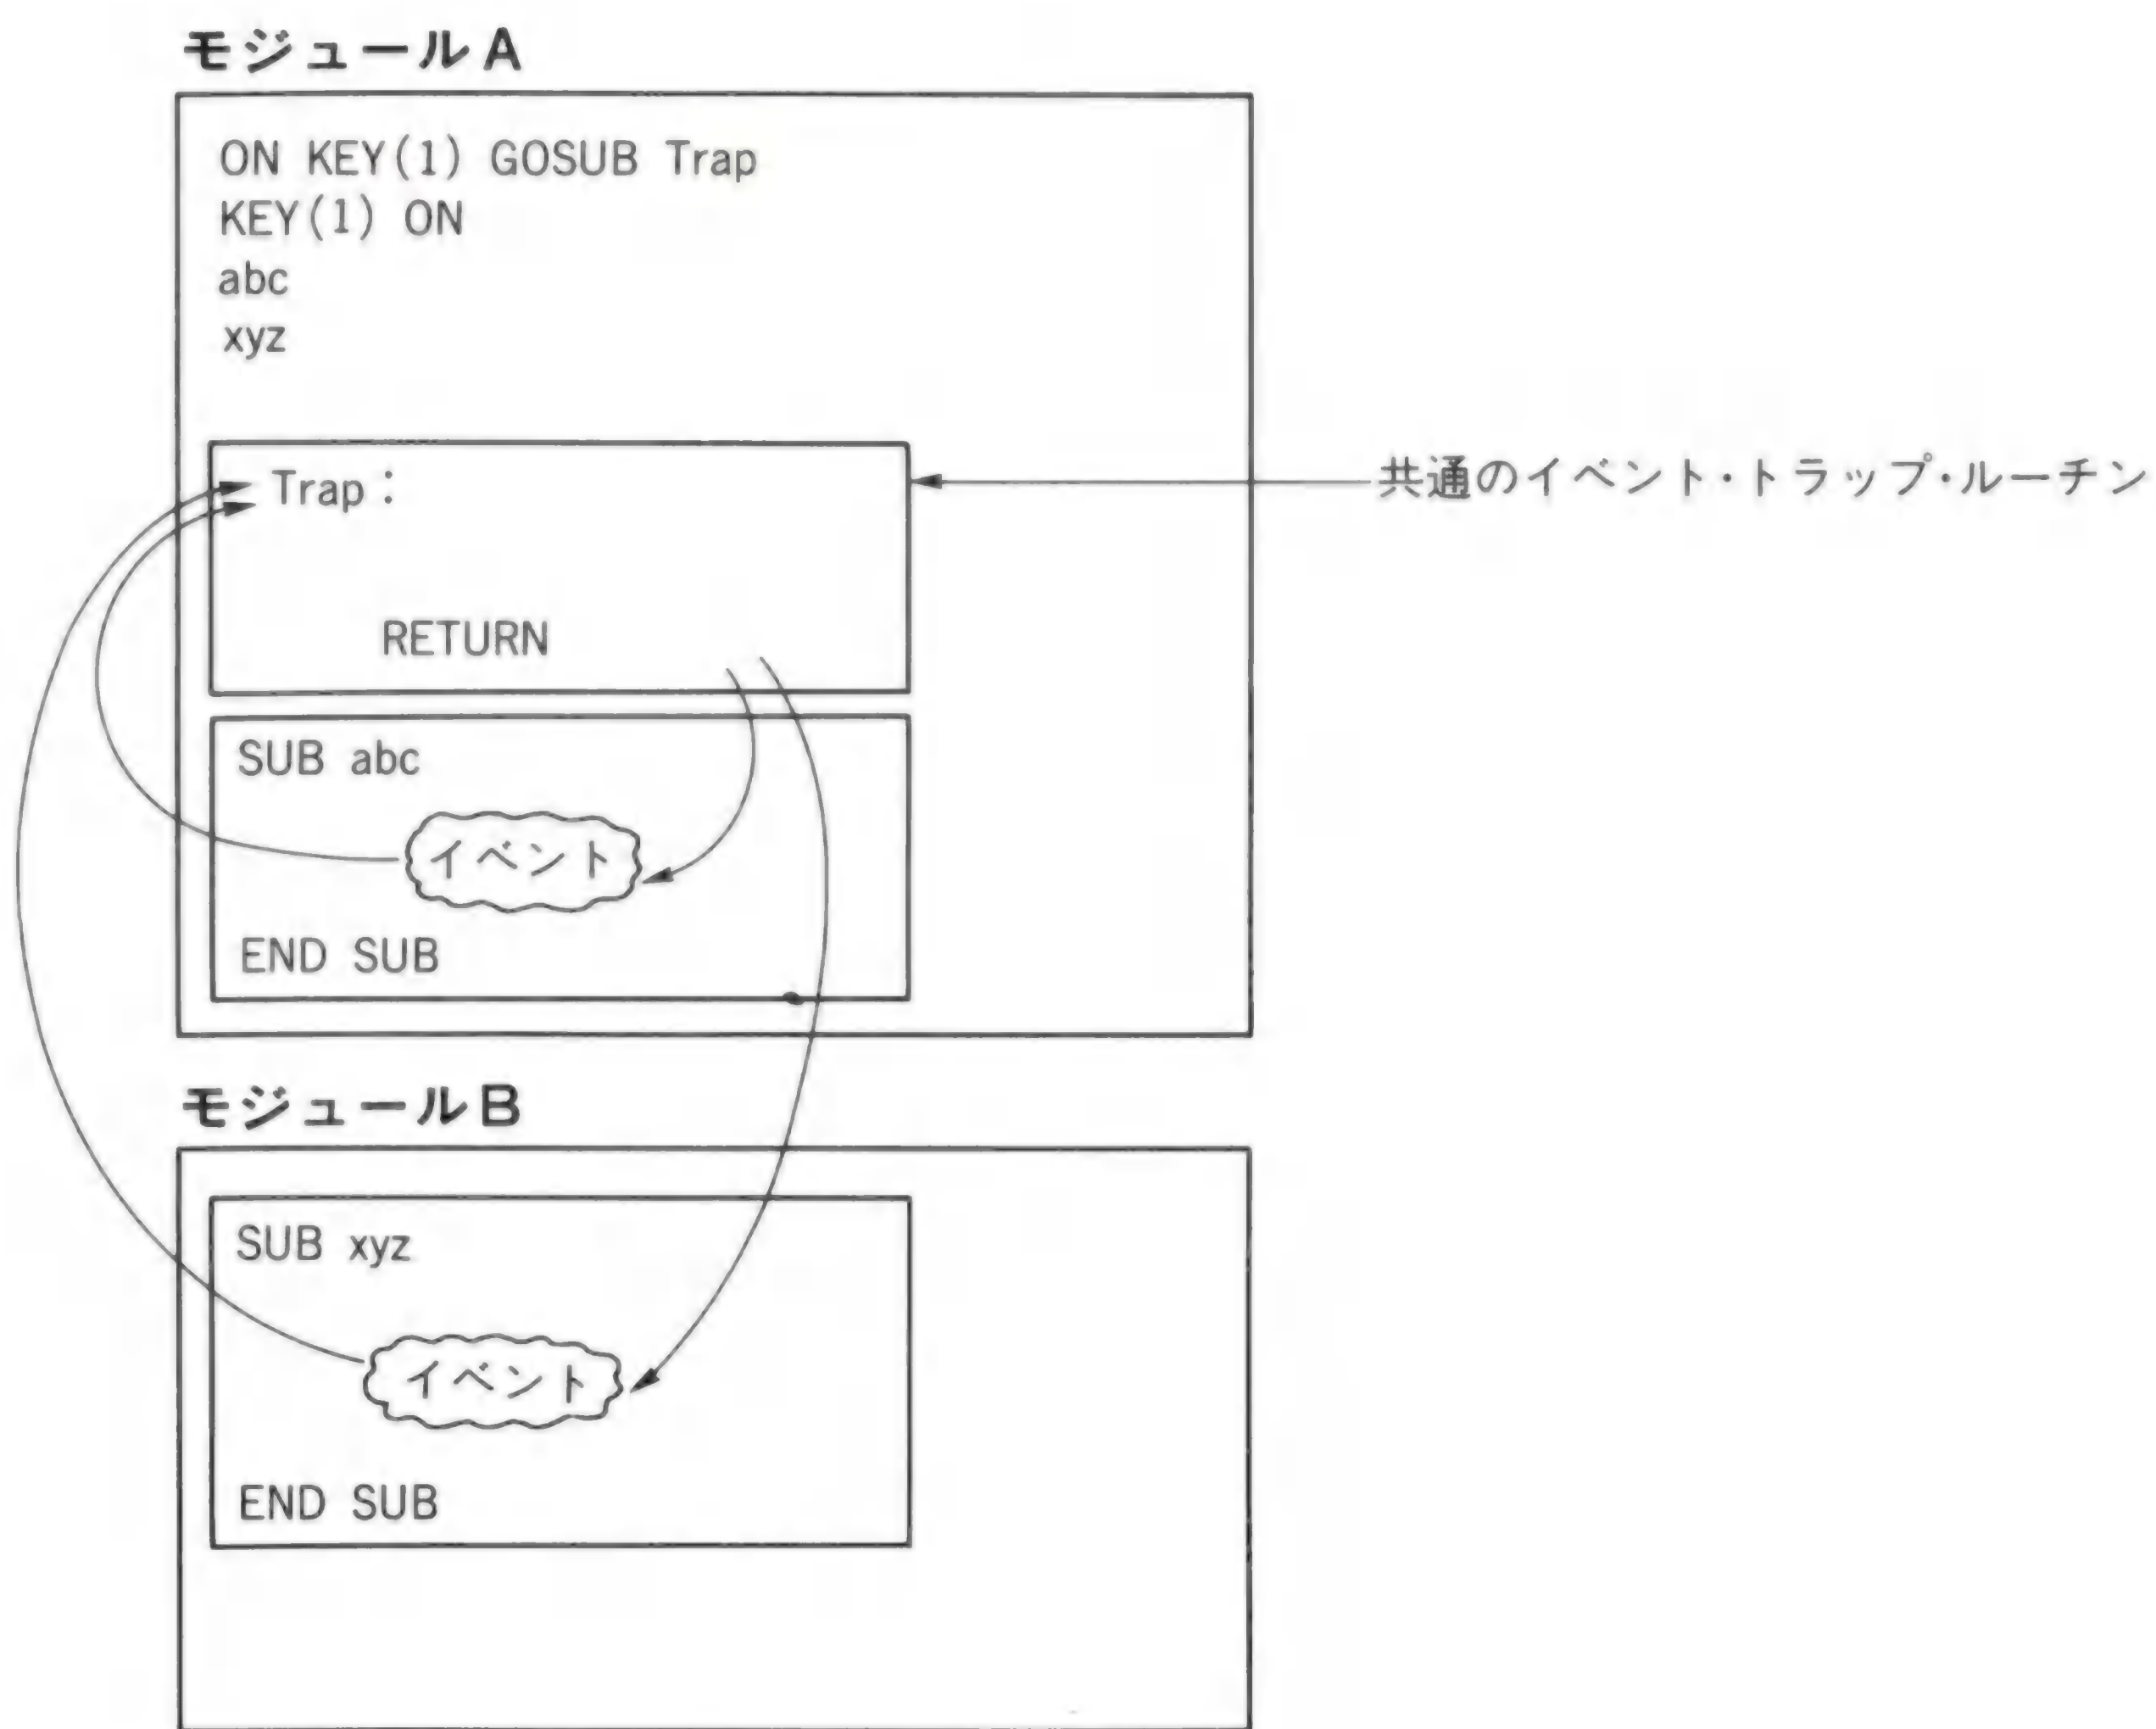 モジュールA
ON KEY(1) GOSUB Trap
KEY(1) ON
abc
xyz
Trap：
共通のイベント・トラップ・ルーチン
RETURN
SUB abc
イベント
END SUB
モジュールB
SUB xyz
イベント
END SUB